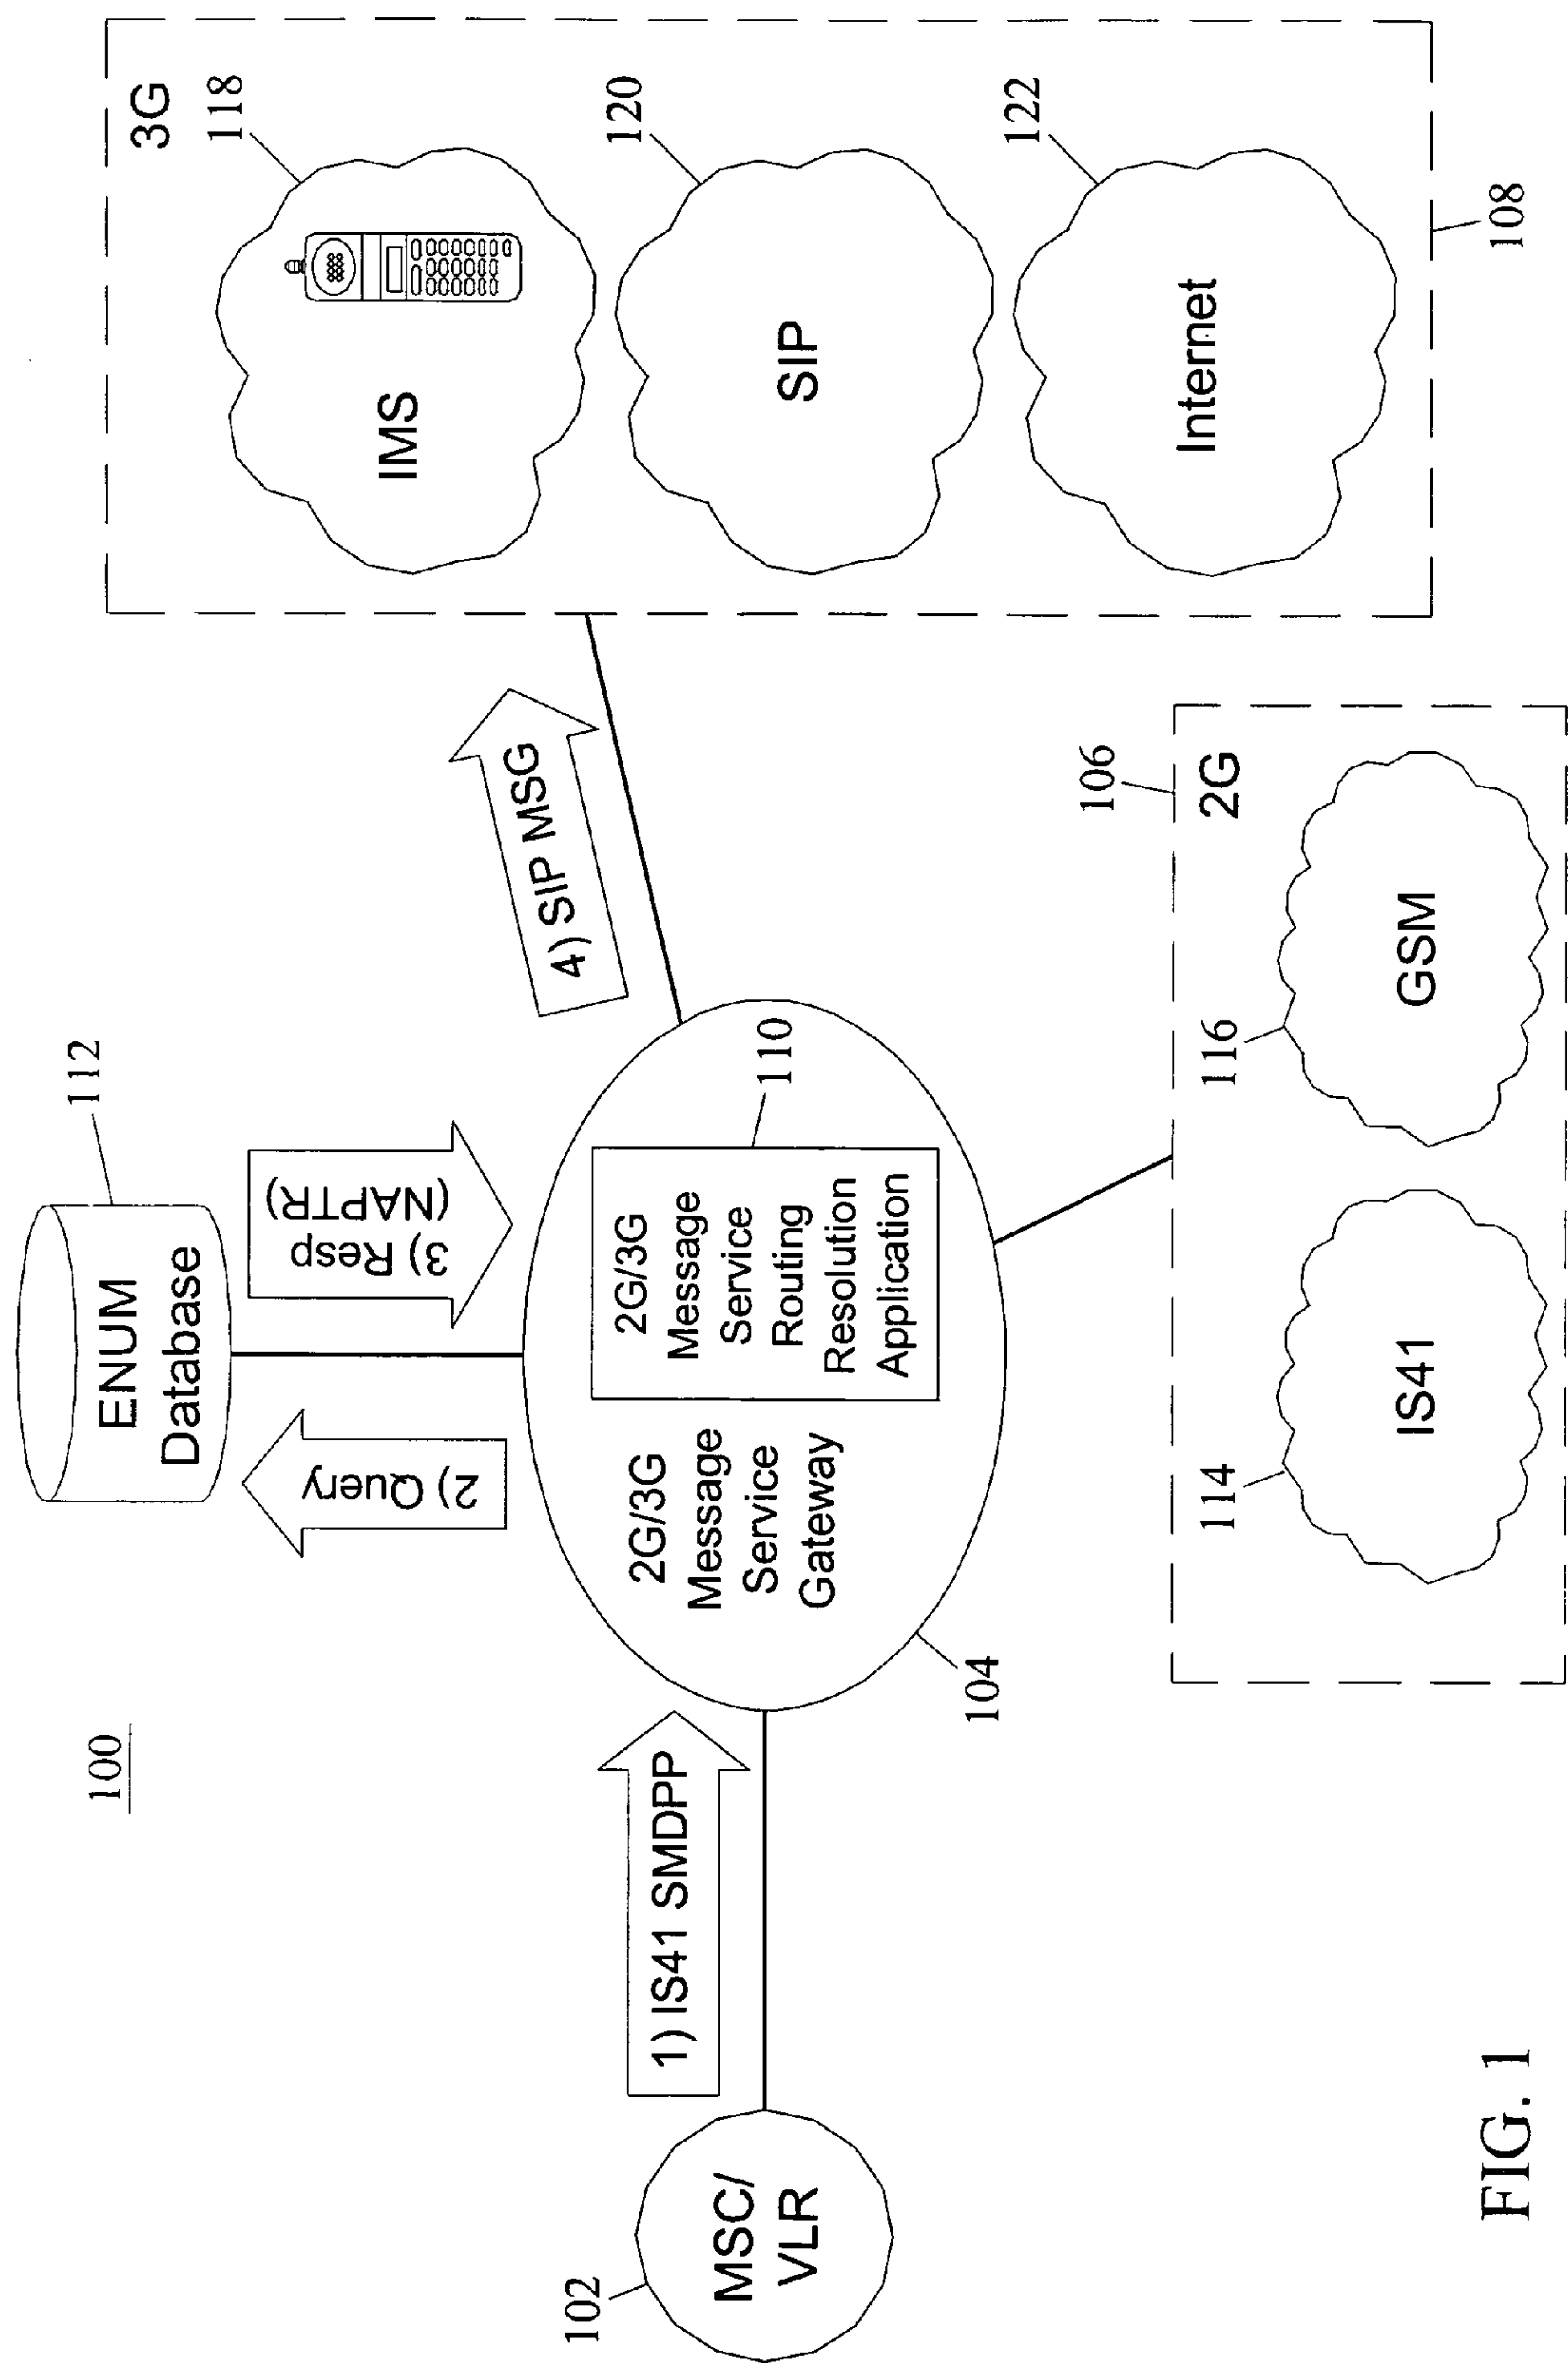 100
112
ENUM
Database
2) Query
3) Resp
(NAPTR)
3G
118
IMS
120
SIP
122
Internet
108
4) SIP MSG
1) IS41 SMDPP
102
MSC/
VLR
2G/3G
Message
Service
Gateway
104
2G/3G
Message
Service
Routing
Resolution
Application
110
106
2G
114
IS41
116
GSM
FIG. 1